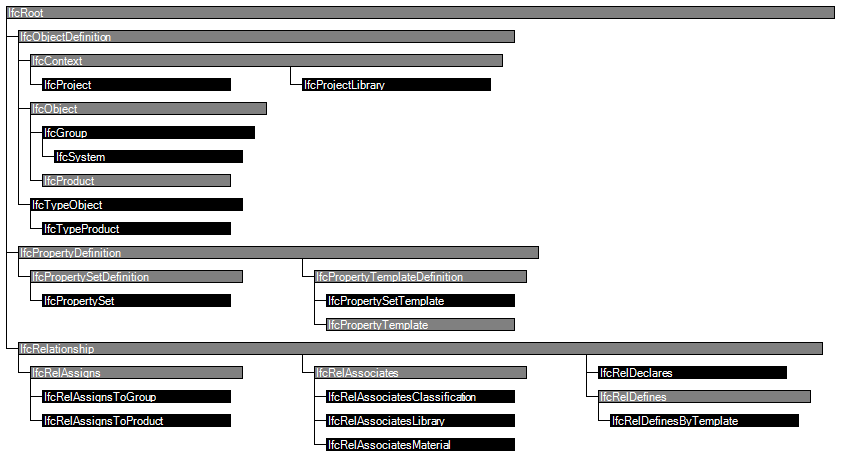 IfcRoot
IfcObjectDefinition
IfcContext
IfcProject
IfcProjectLibrary
IfcObject
IfcGroup
IfcSystem
IfcProduct
IfcTypeObject
IfcTypeProduct
IfcPropertyDefinition
IfcPropertySetDefinition
IfcPropertyTemplateDefinition
IfcPropertySet
IfcPropertySetTemplate
IfcPropertyTemplate
IfcRelationship
IfcRelAssigns
IfcRelAssociates
IfcRelDeclares
IfcRelAssignsToGroup
IfcRelAssociatesClassification
IfcRelDefines
IfcRelAssignsToProduct
IfcRelAssociatesLibrary
IfcRelDefinesByTemplate
IfcRelAssociatesMaterial